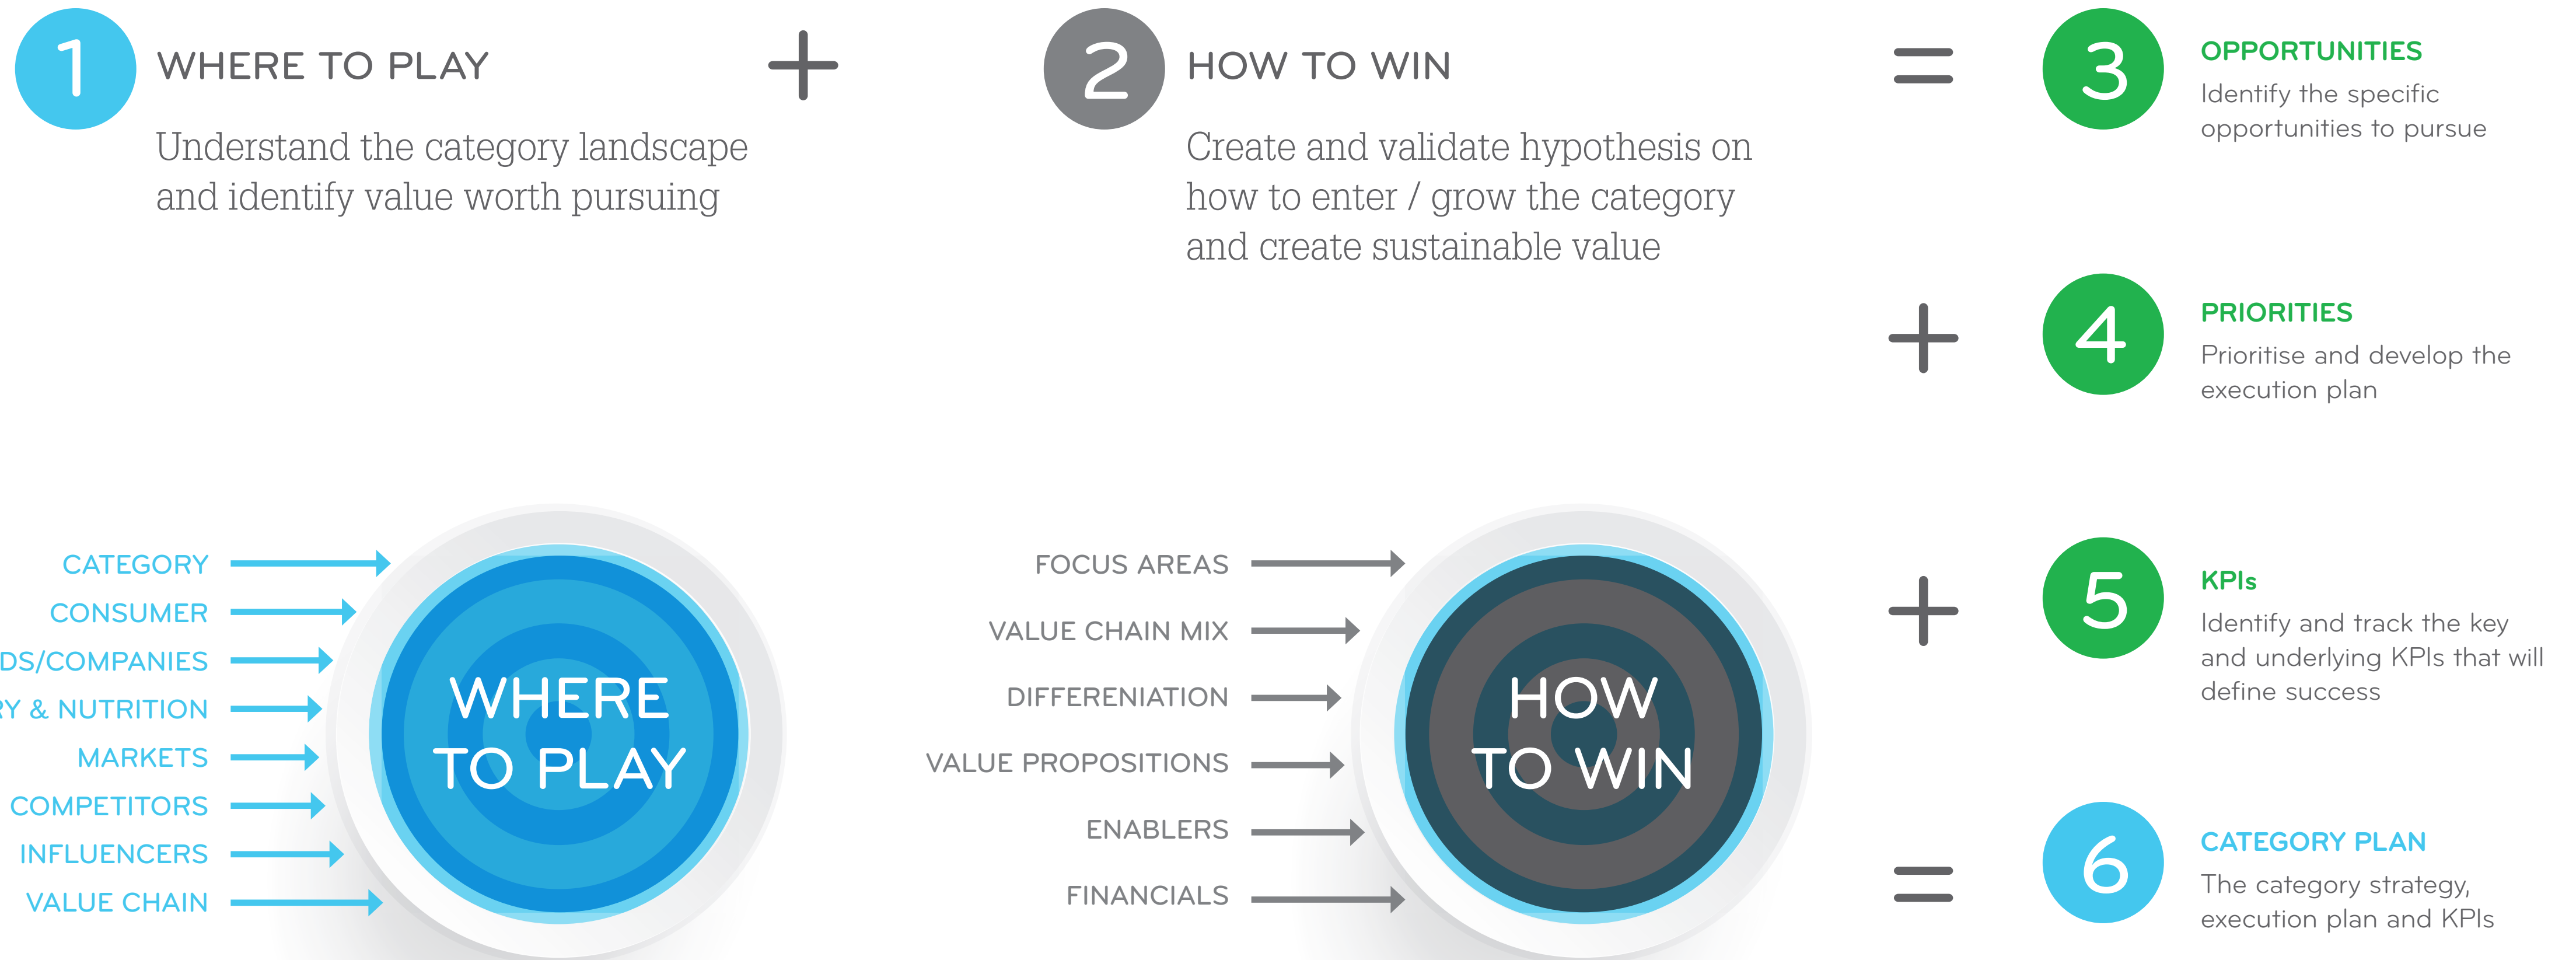 1
WHERE TO PLAY
Understand the category landscape
and identify value worth pursuing
+
2
HOW TO WIN
Create and validate hypothesis on
how to enter / grow the category
and create sustainable value
=
3
OPPORTUNITIES
Identify the specific
opportunities to pursue
+
4
PRIORITIES
Prioritise and develop the
execution plan
CATEGORY
CONSUMER
DS/COMPANIES
RY & NUTRITION
MARKETS
COMPETITORS
INFLUENCERS
VALUE CHAIN
WHERE
TO PLAY
FOCUS AREAS
VALUE CHAIN MIX
DIFFERENIATION
VALUE PROPOSITIONS
ENABLERS
FINANCIALS
HOW
TO WIN
+
5
KPIs
Identify and track the key
and underlying KPIs that will
define success
=
6
CATEGORY PLAN
The category strategy,
execution plan and KPIs